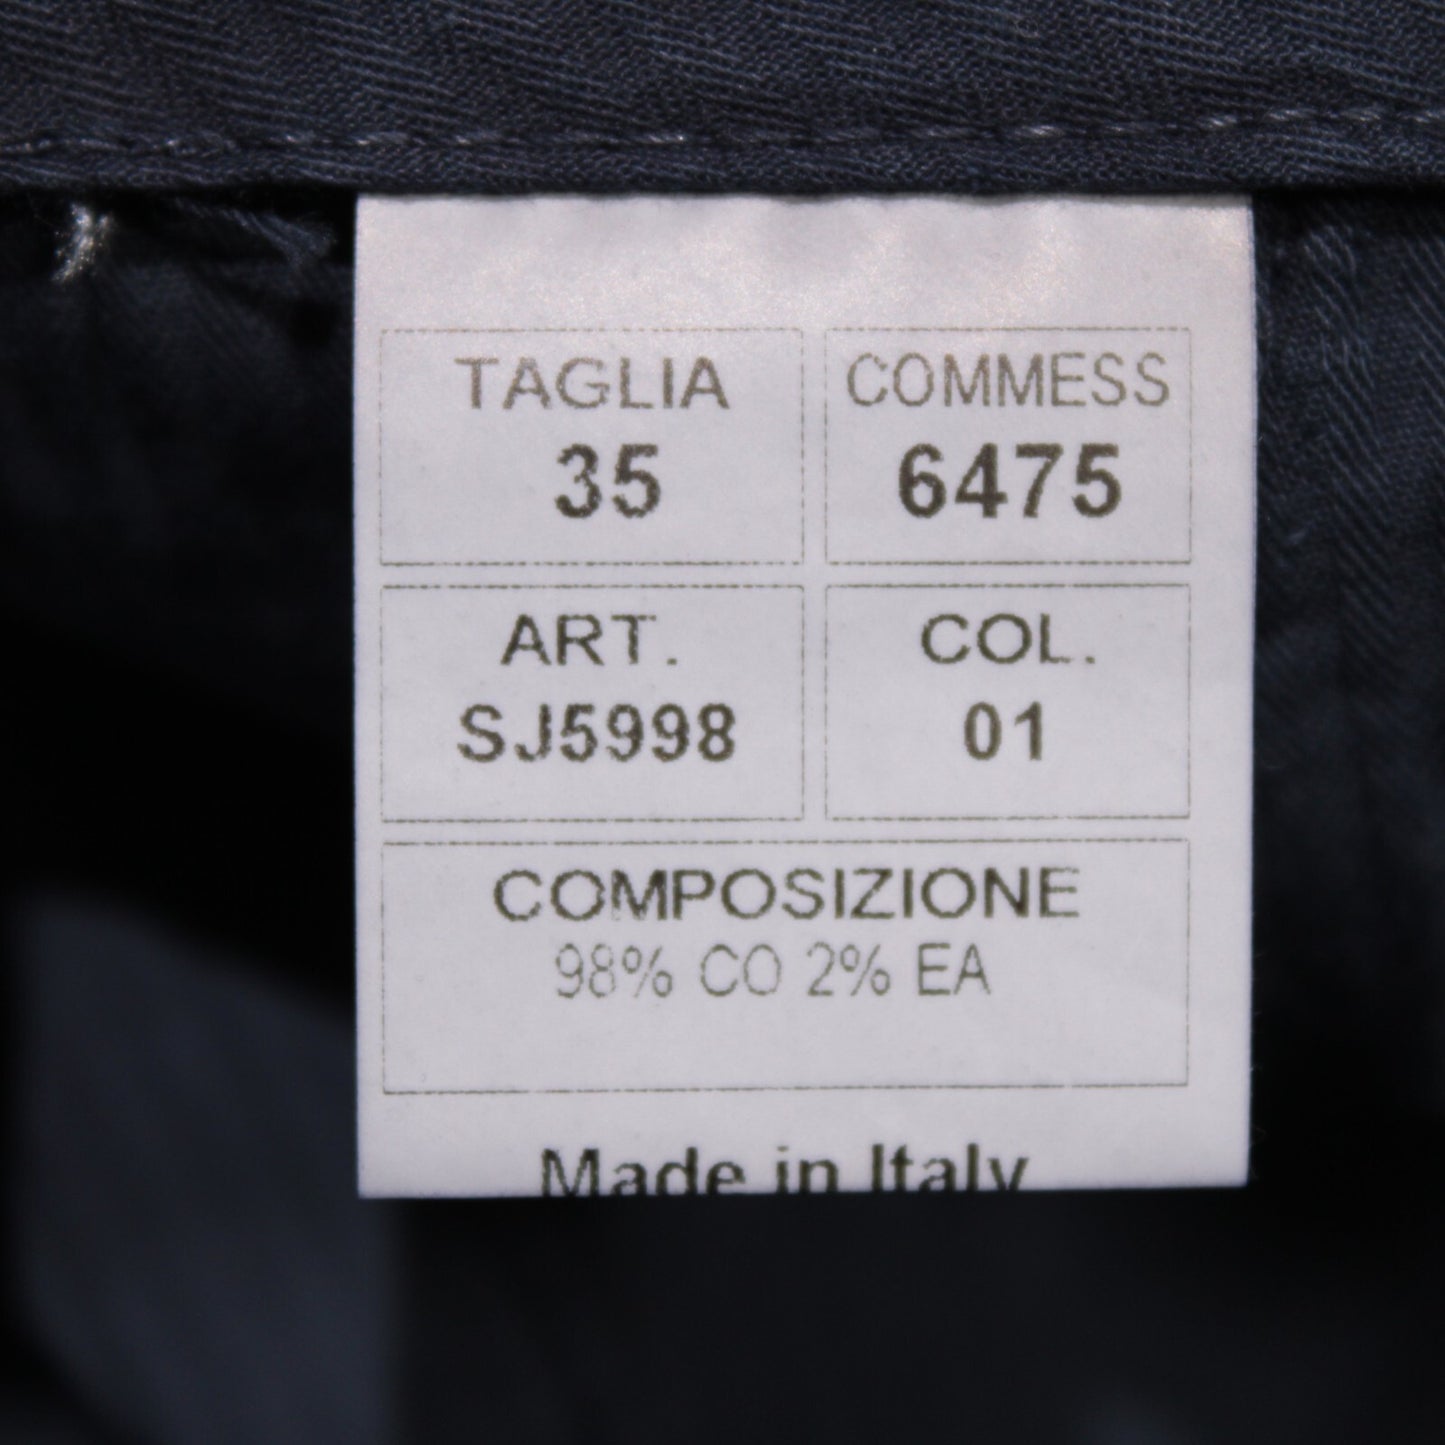 TAGLIA
35
COMMESS
6475
ART.
SJ5998
COL.
01
COMPOSIZIONE
98% CO 2% EA
Made in Italy